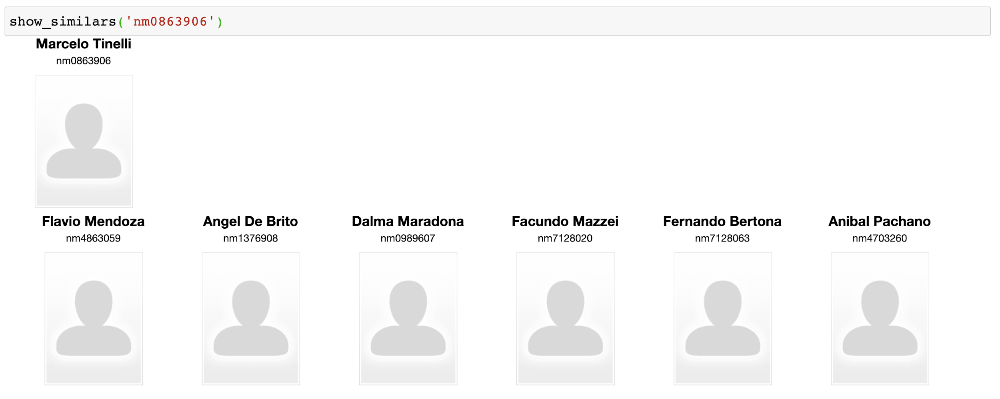 show_similars('nm0863906')
Marcelo Tinelli
nm0863906
Flavio Mendoza Angel De Brito Dalma Maradona Facundo Mazzei Fernando Bertona Anibal Pachano
nm4863059 nm1376908 nm0989607 nm7128020 nm7128063 nm4703260